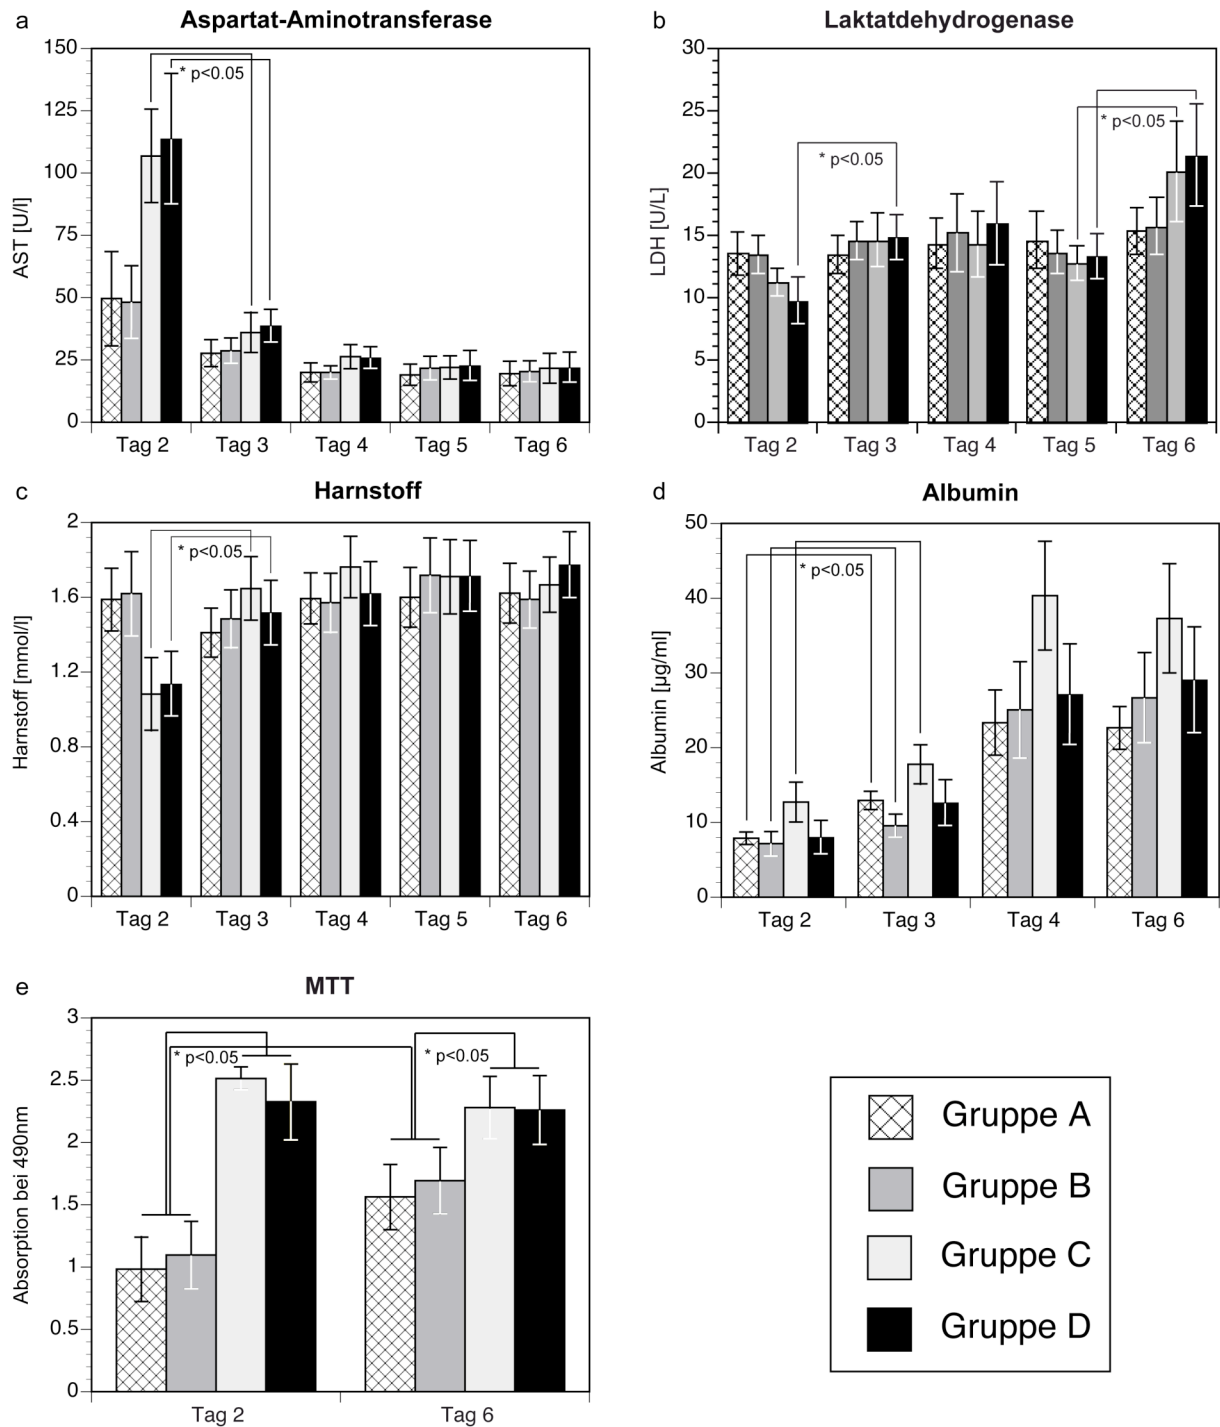 a
Aspartat-Aminotransferase
150
125
100
75
50
25
0
AST [U/l]
* p<0.05
Tag 2
Tag 3
Tag 4
Tag 5
Tag 6
b
Laktatdehydrogenase
30
25
20
15
10
5
0
LDH [U/L]
* p<0.05
* p<0.05
Tag 2
Tag 3
Tag 4
Tag 5
Tag 6
c
Harnstoff
2
1.6
1.2
0.8
0.4
0
Harnstoff [mmol/l]
* p<0.05
Tag 2
Tag 3
Tag 4
Tag 5
Tag 6
d
Albumin
50
40
30
20
10
0
Albumin [µg/ml]
* p<0.05
Tag 2
Tag 3
Tag 4
Tag 6
e
MTT
3
2.5
2
1.5
1
0.5
0
Absorption bei 490nm
* p<0.05
* p<0.05
Tag 2
Tag 6
Gruppe A
Gruppe B
Gruppe C
Gruppe D